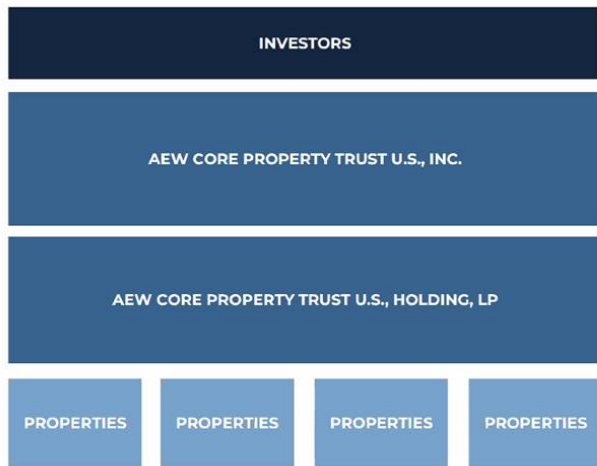 INVESTORS
AEW CORE PROPERTY TRUST U.S., INC.
AEW CORE PROPERTY TRUST U.S., HOLDING, LP
PROPERTIES PROPERTIES PROPERTIES PROPERTIES